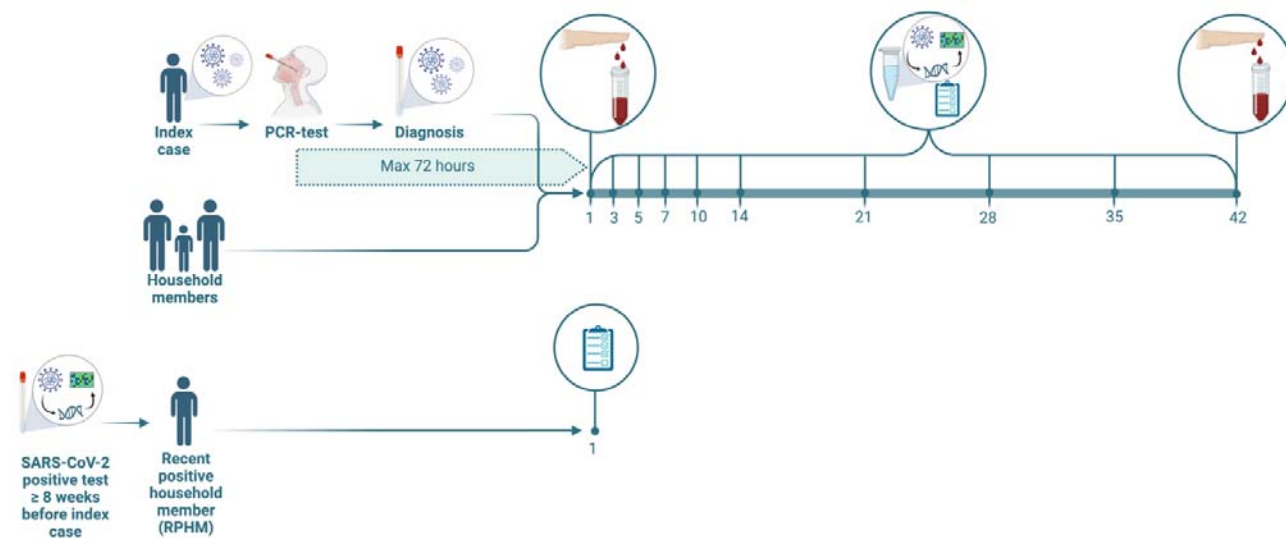 Index
case
PCR-test
Diagnosis
Max 72 hours
1
3
5
7
10
14
21
28
35
42
Household
members
1
SARS-CoV-2
positive test
≥ 8 weeks
before index
case
Recent
positive
household
member
(RPHM)